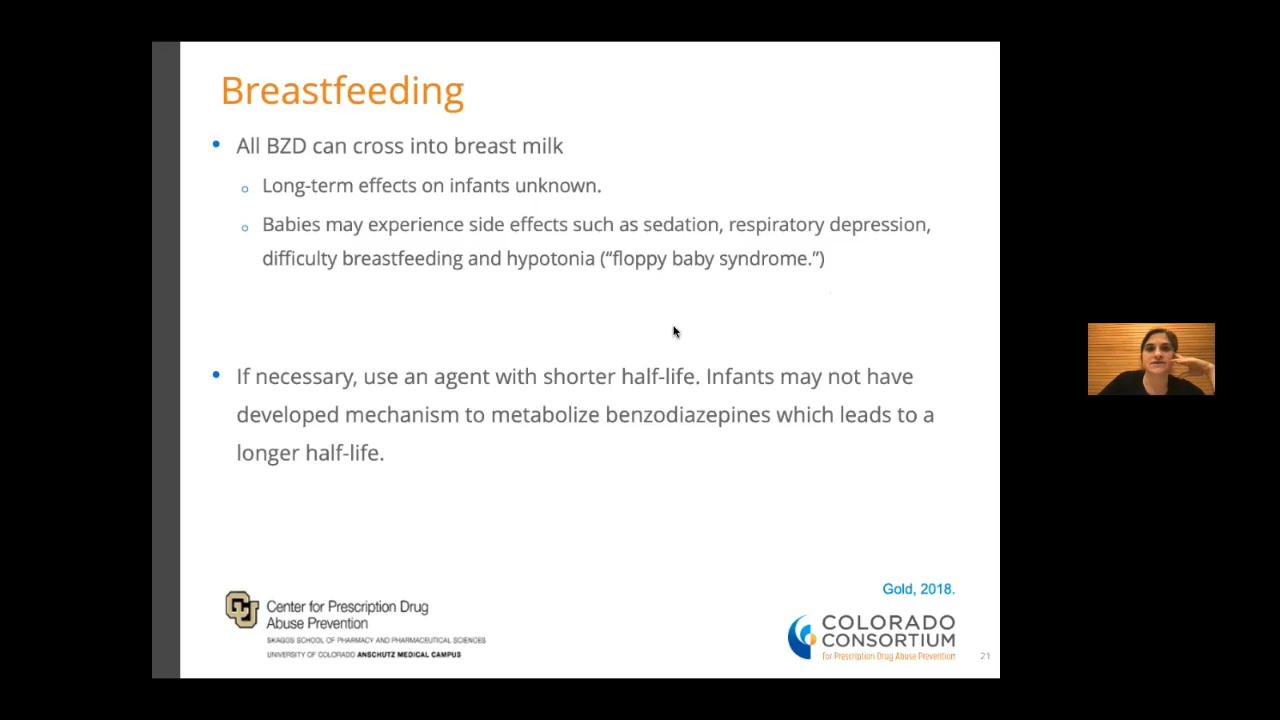 Breastfeeding
• All BZD can cross into breast milk
o Long-term effects on infants unknown.
o Babies may experience side effects such as sedation, respiratory depression,
difficulty breastfeeding and hypotonia (“floppy baby syndrome.”)
• If necessary, use an agent with shorter half-life. Infants may not have
developed mechanism to metabolize benzodiazepines which leads to a
longer half-life.
Gold, 2018.
CU
Center for Prescription Drug
Abuse Prevention
SKAGGS SCHOOL OF PHARMACY AND PHARMACEUTICAL SCIENCES
UNIVERSITY OF COLORADO ANSCHUTZ MEDICAL CAMPUS
COLORADO
CONSORTIUM
for Prescription Drug Abuse Prevention
21